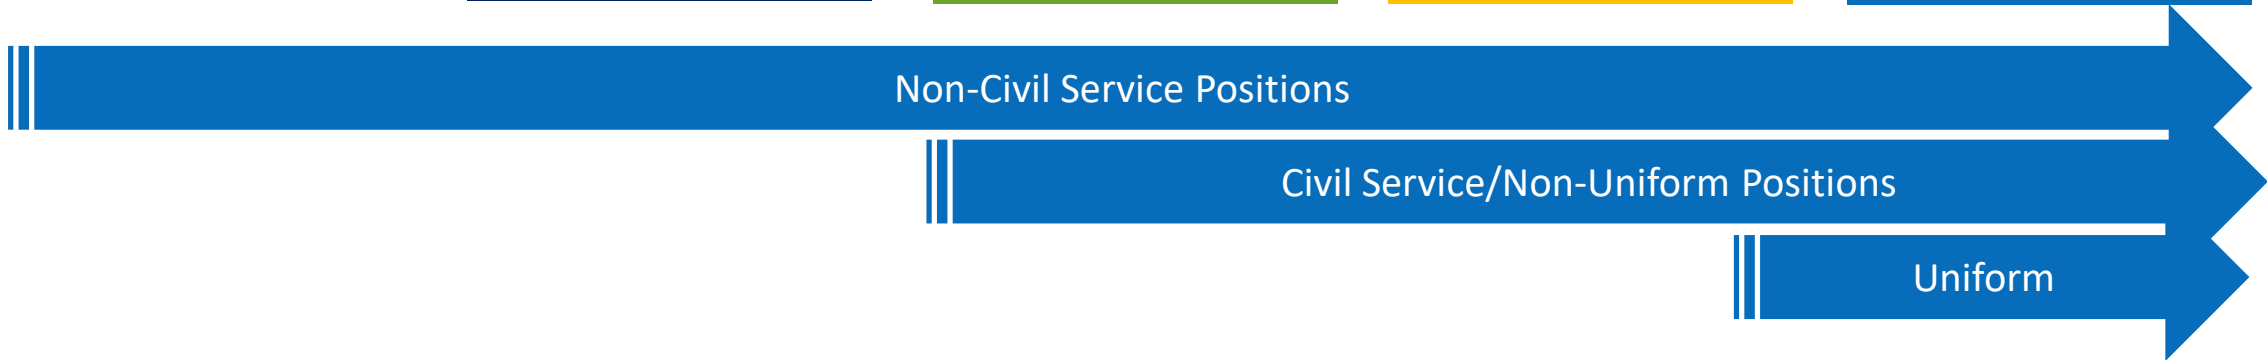 Non-Civil Service Positions
Civil Service/Non-Uniform Positions
Uniform